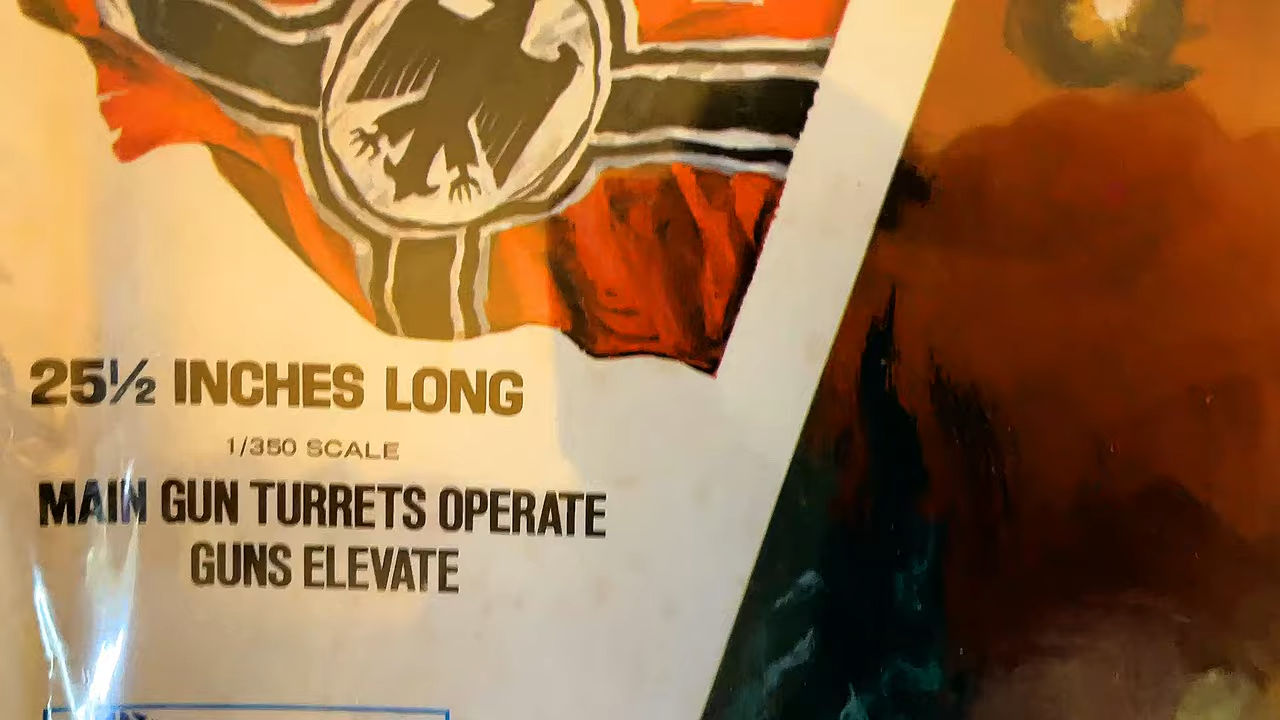 25½ INCHES LONG
1/350 SCALE
MAIN GUN TURRETS OPERATE
GUNS ELEVATE